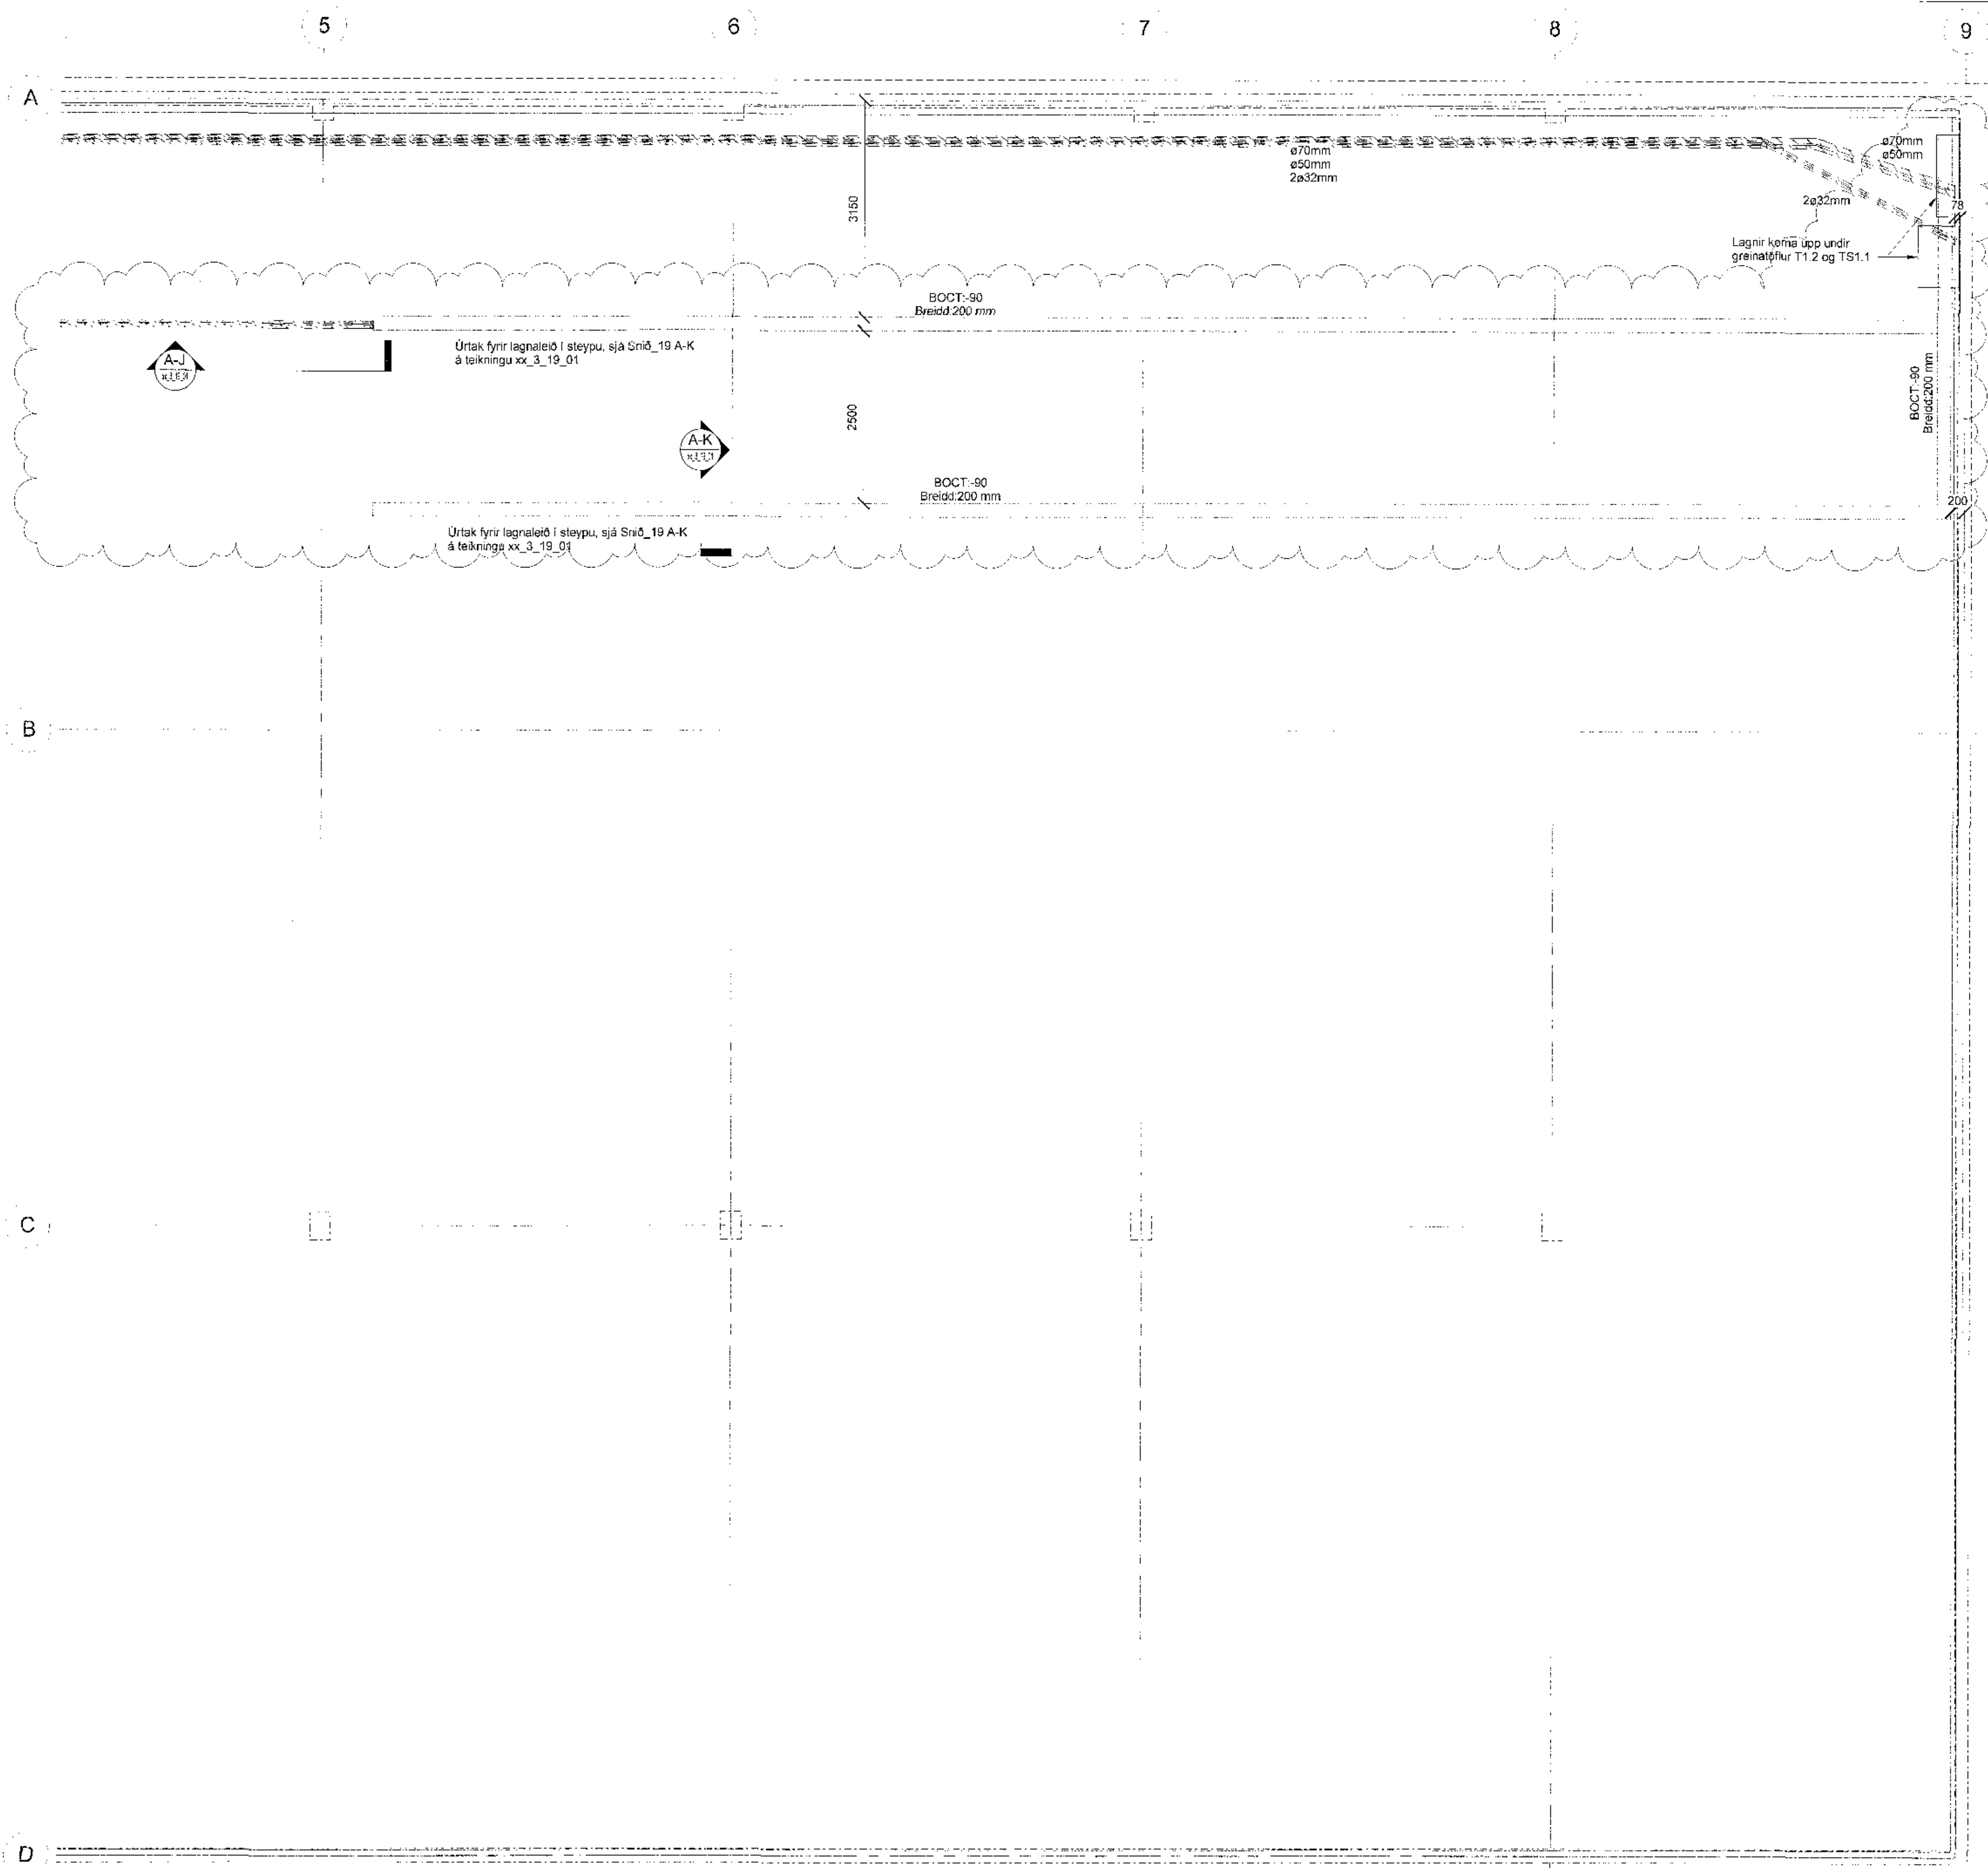 5
6
7
8
9
A
ø70mm
ø50mm
2ø32mm
ø70mm
ø50mm
2ø32mm
78
3150
Lagnir koma upp undir
greinatöflur T1.2 og TS1.1
BOCT:-90
Breidd:200 mm
Úrtak fyrir lagnaleið í steypu, sjá Snið_19 A-K
á teikningu xx_3_19_01
A-J
BOCT:-90
Breidd:200 mm
2500
A-K
BOCT:-90
Breidd:200 mm
200
Úrtak fyrir lagnaleið í steypu, sjá Snið_19 A-K
á teikningu xx_3_19_01
B
C
D